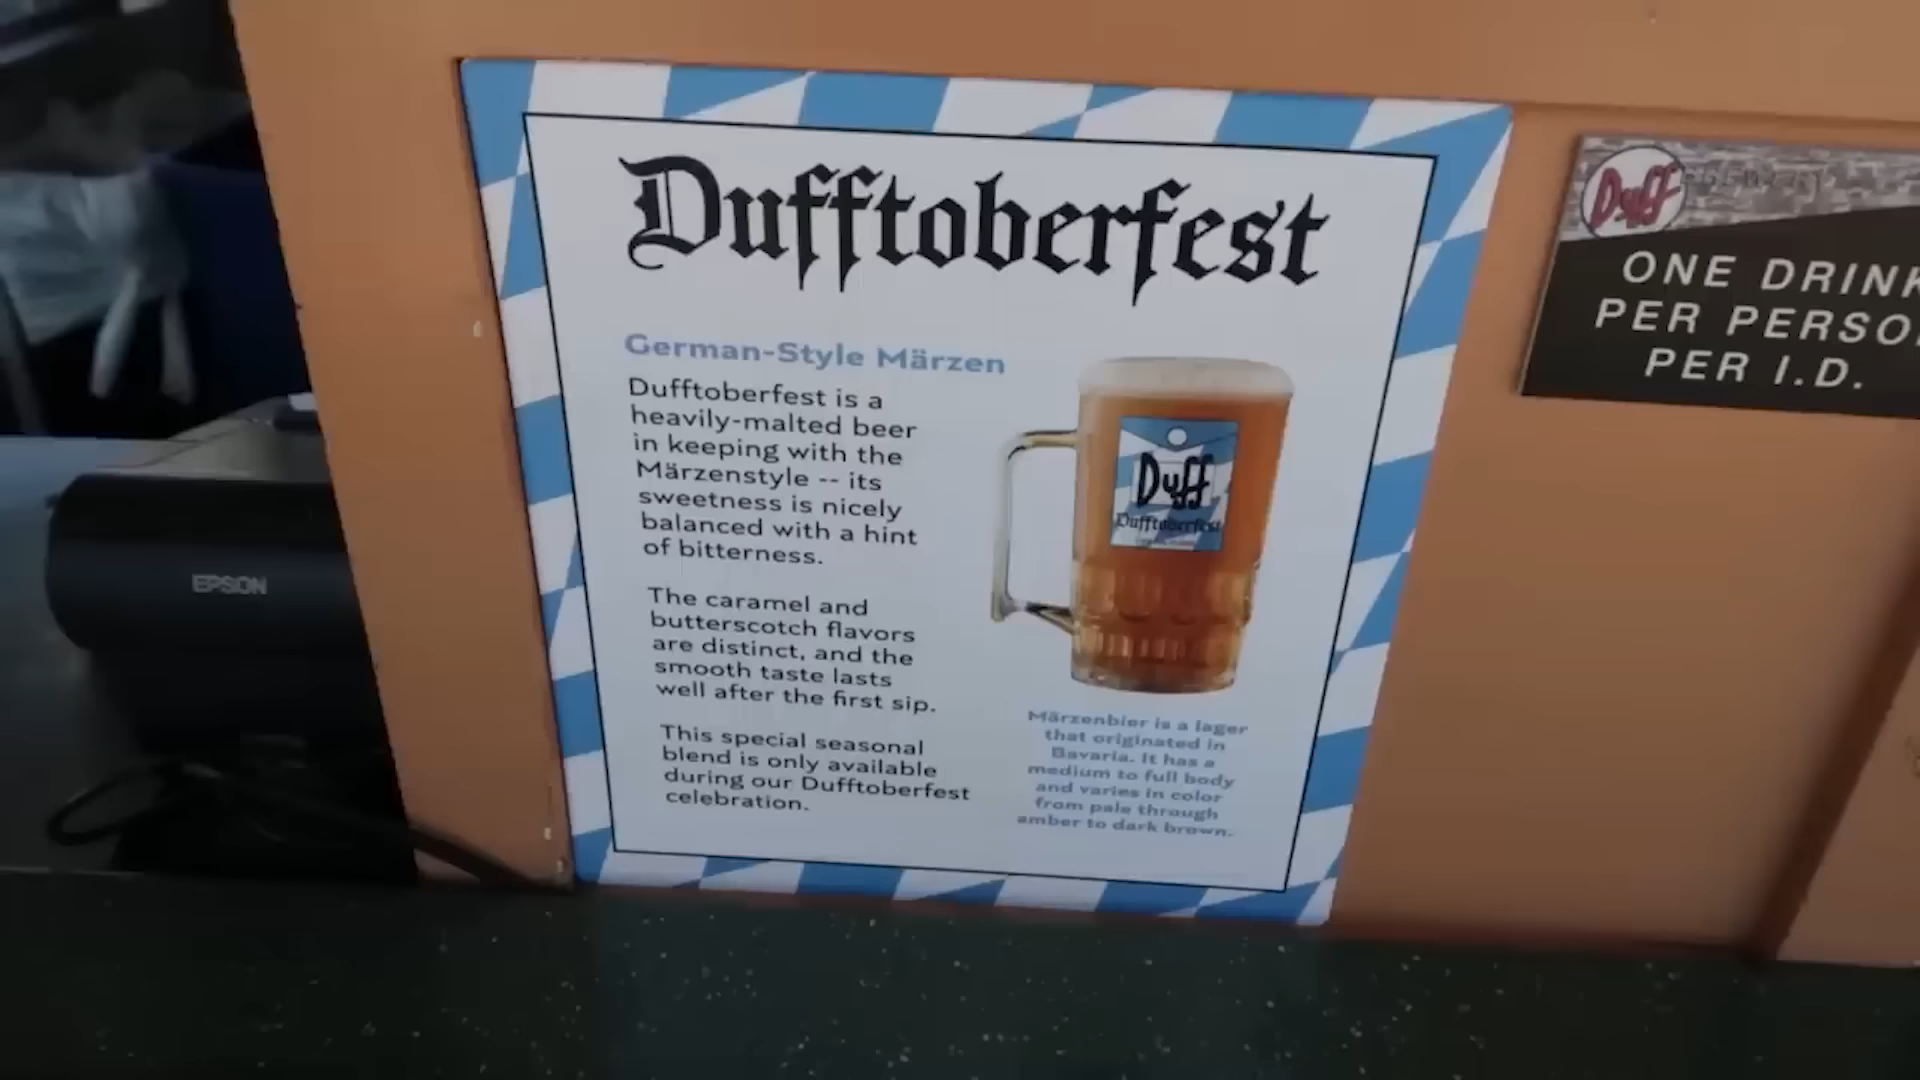 Dufftoberfest
German-Style Märzen
Dufftoberfest is a
heavily-malted beer
in keeping with the
Märzenstyle -- its
sweetness is nicely
balanced with a hint
of bitterness.
The caramel and
butterscotch flavors
are distinct, and the
smooth taste lasts
well after the first sip.
This special seasonal
blend is only available
during our Dufftoberfest
celebration.
Duff
Dufftoberfest
Märzenbier is a lager
that originated in
Bavaria. It has a
medium to full body
and varies in color
from pale through
amber to dark brown.
Duff
ONE DRINK
PER PERSO
PER I.D.
EPSON